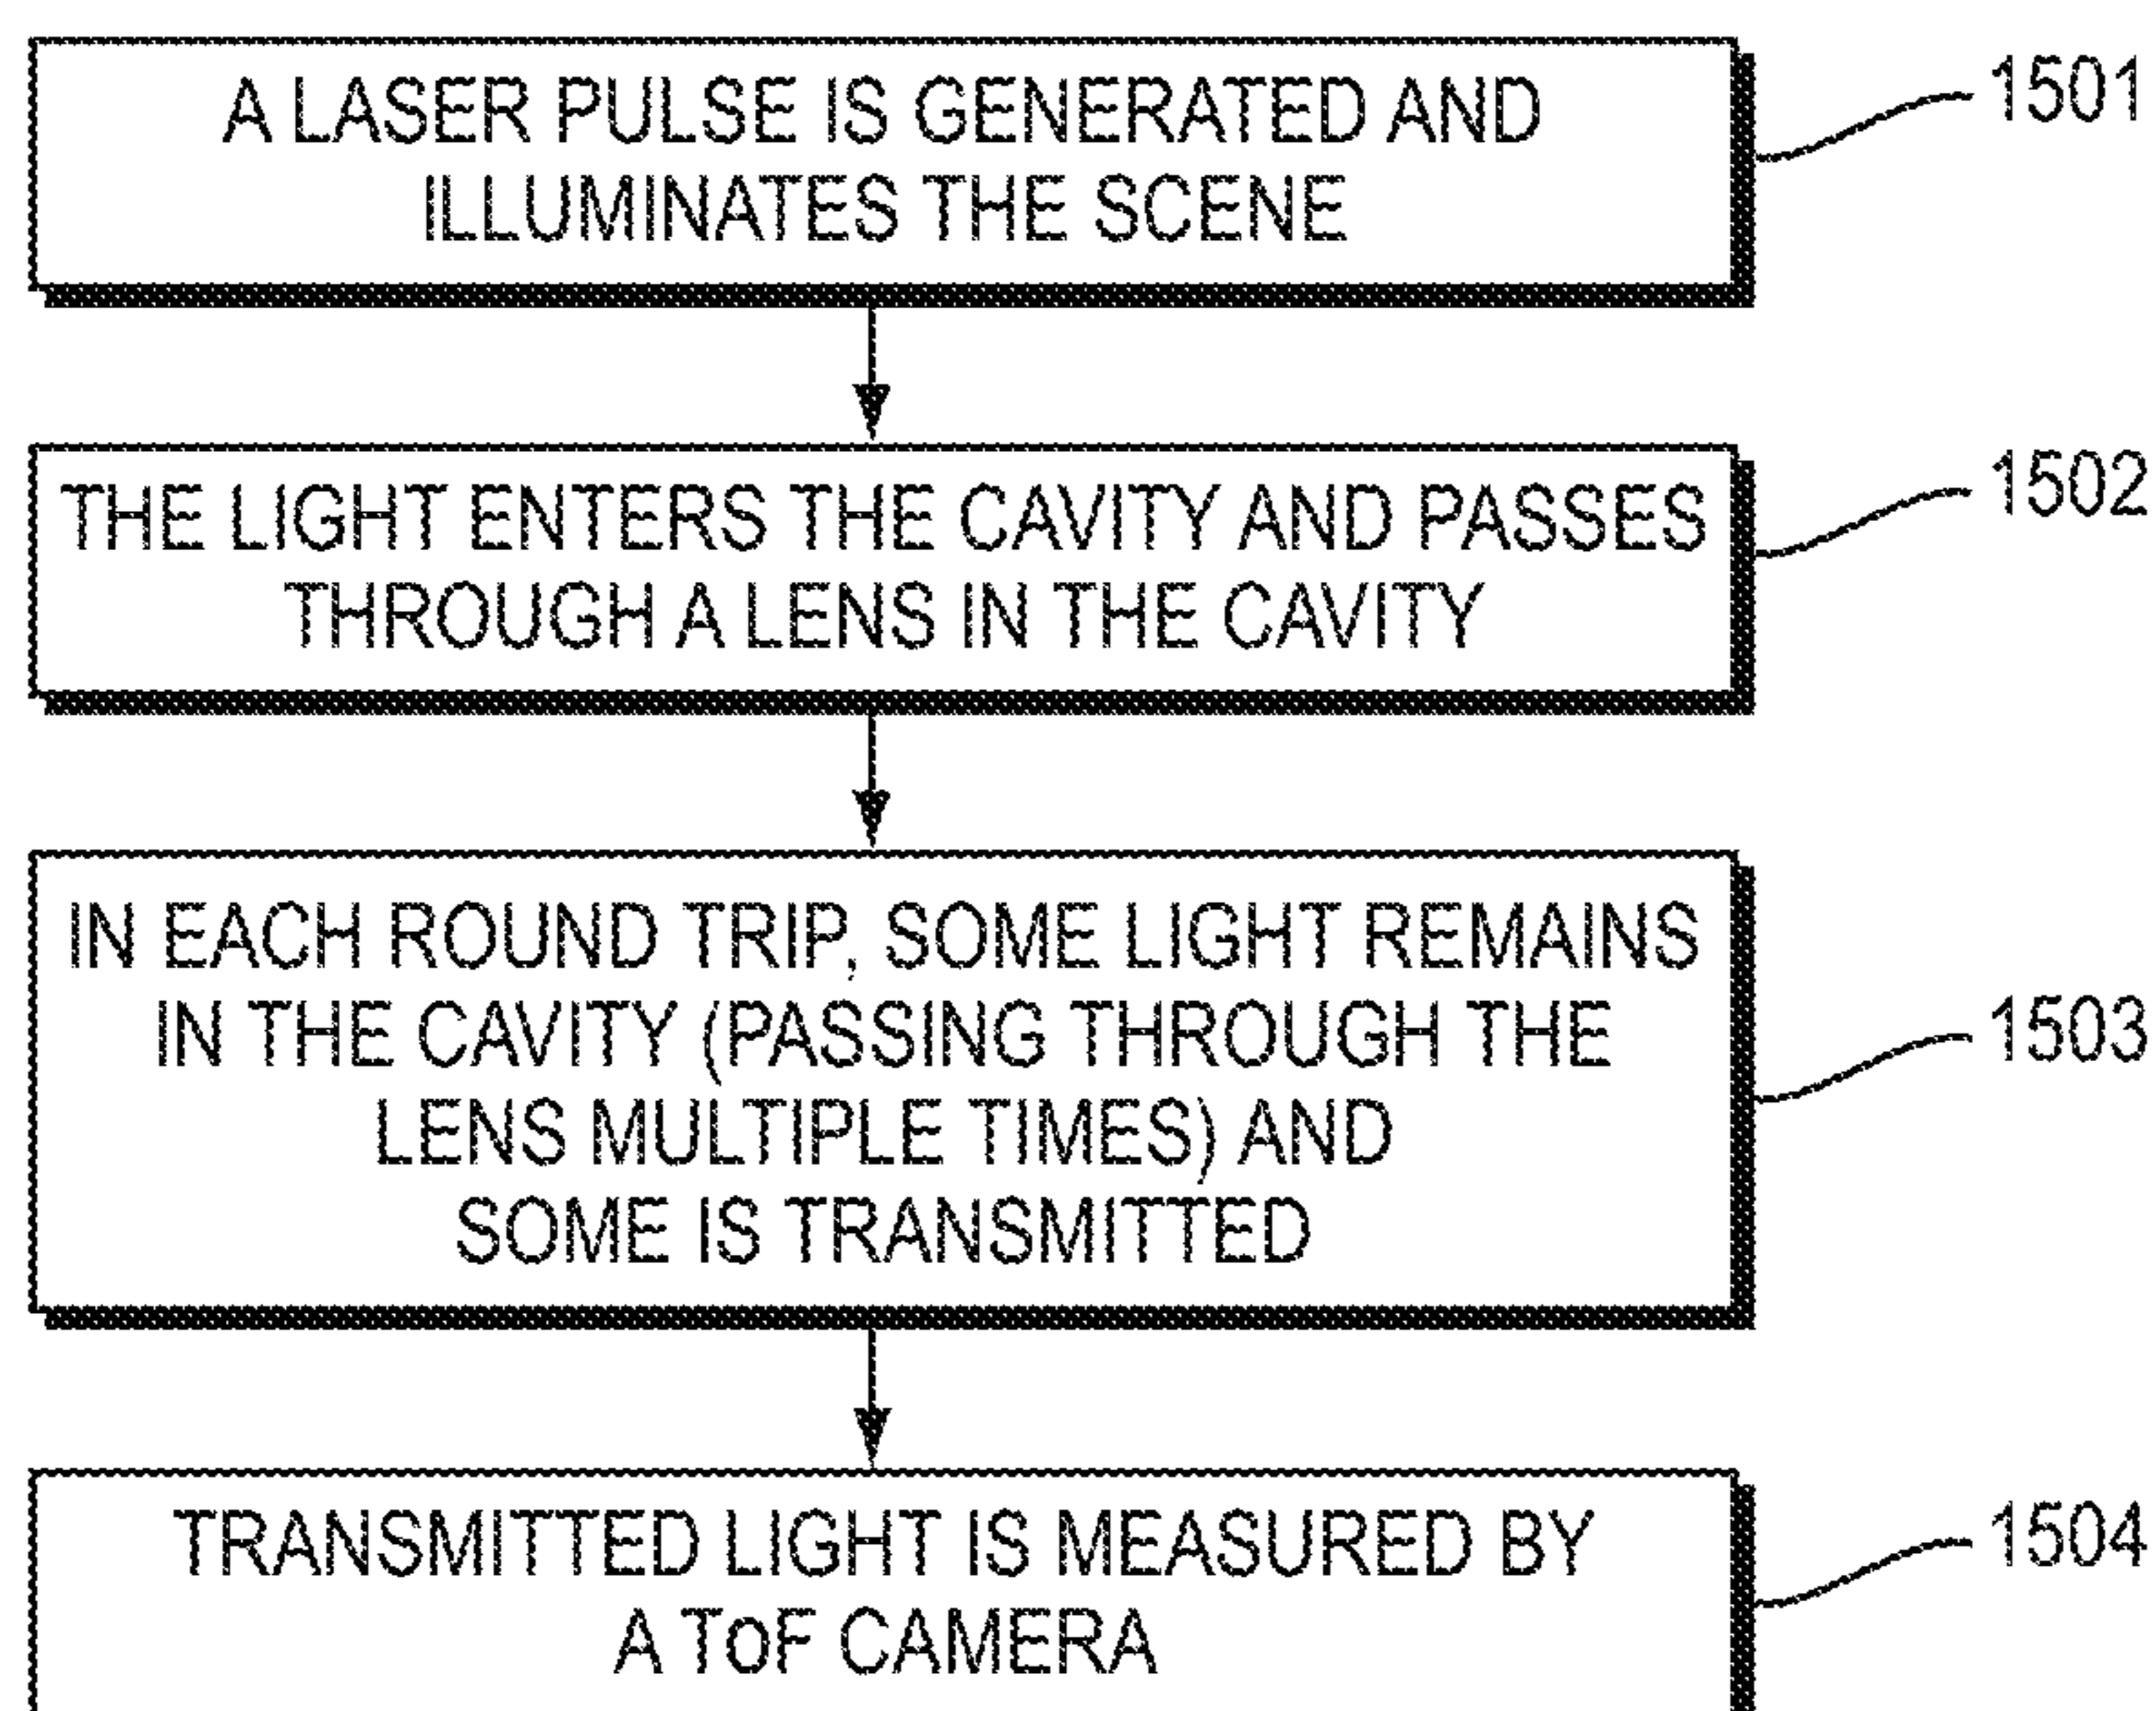 A LASER PULSE IS GENERATED AND
ILLUMINATES THE SCENE
1501
THE LIGHT ENTERS THE CAVITY AND PASSES
THROUGH A LENS IN THE CAVITY
1502
IN EACH ROUND TRIP, SOME LIGHT REMAINS
IN THE CAVITY (PASSING THROUGH THE
LENS MULTIPLE TIMES) AND
SOME IS TRANSMITTED
1503
TRANSMITTED LIGHT IS MEASURED BY
A ToF CAMERA
1504